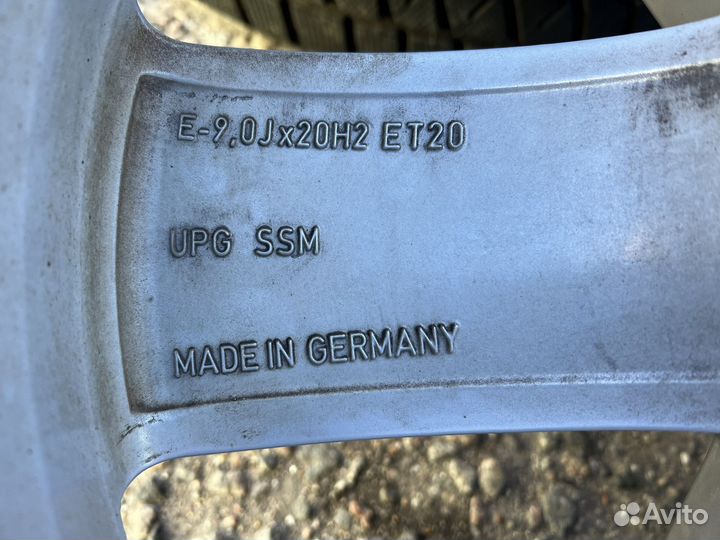 E-9,0Jx20H2 ET20
UPG SSM
MADE IN GERMANY
Avito